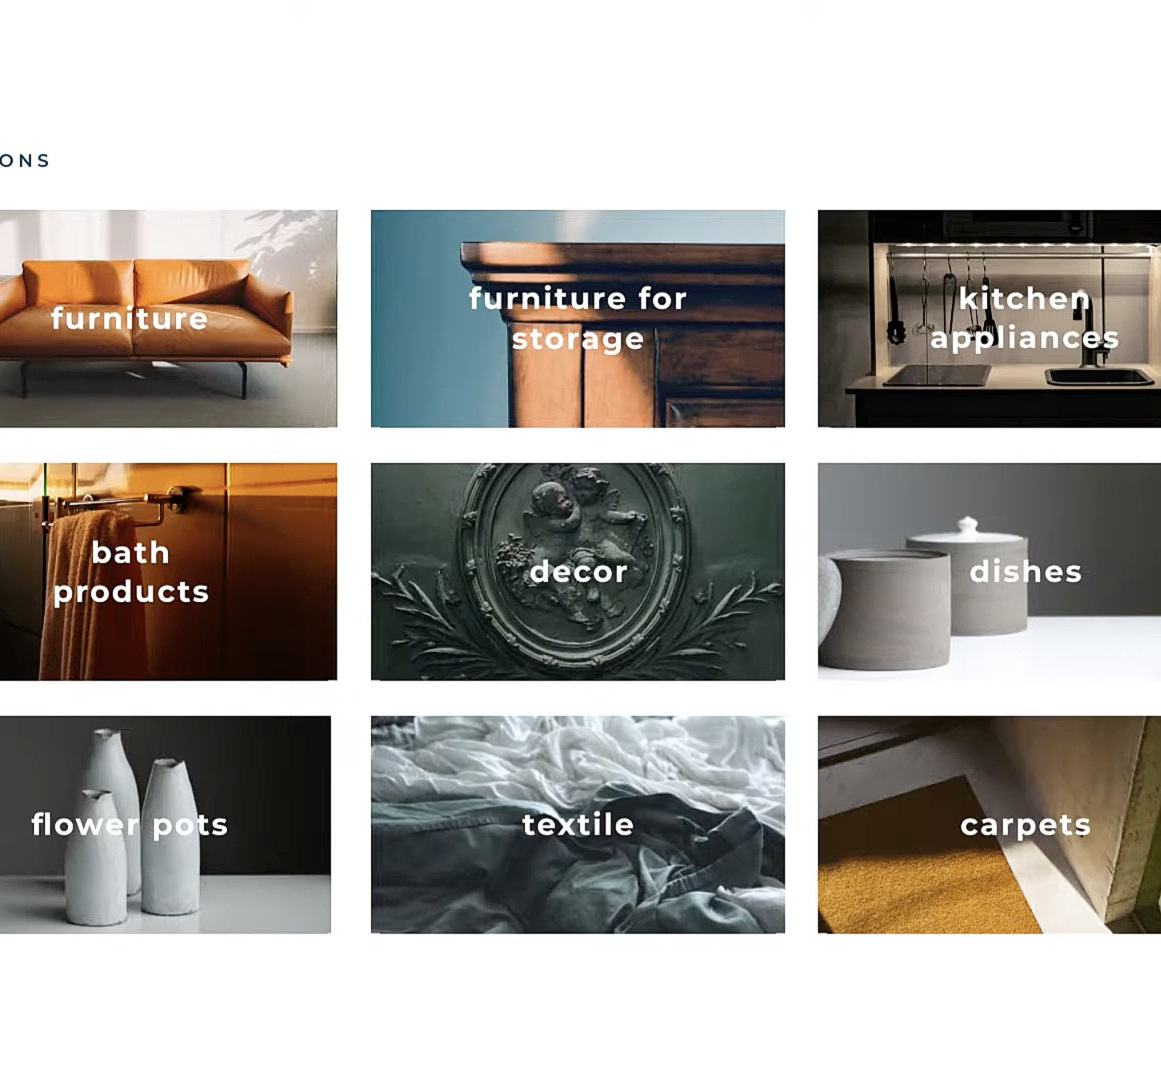 ONS
furniture
furniture for
storage
kitchen
appliances
bath
products
decor
dishes
flower pots
textile
carpets